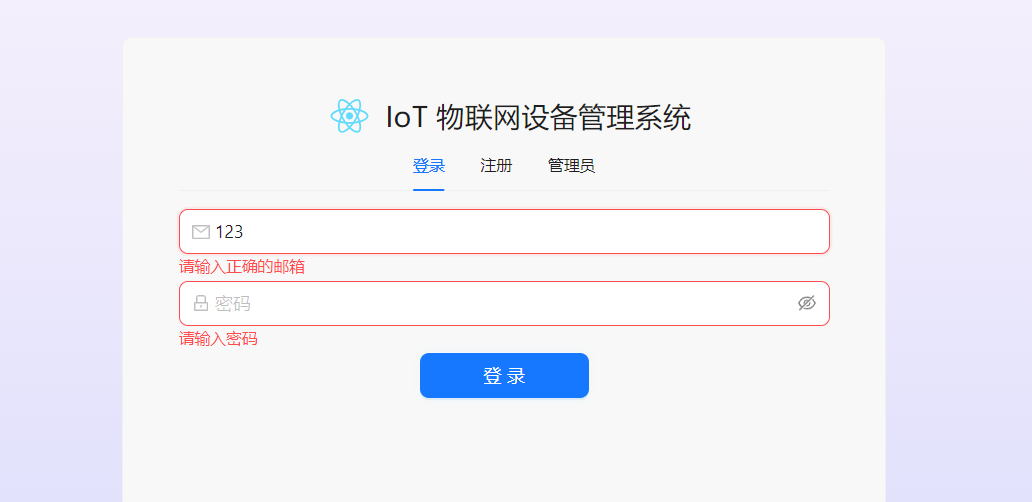 IoT 物联网设备管理系统
登录 注册 管理员
123
请输入正确的邮箱
密码
请输入密码
登 录